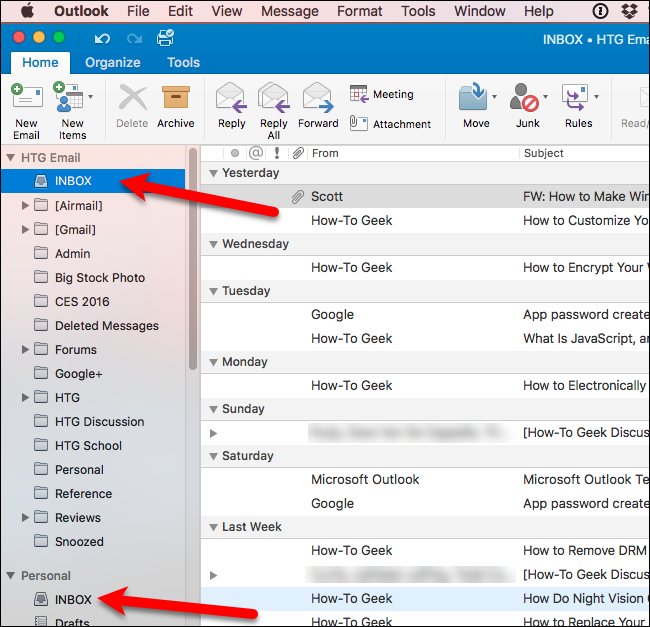 Outlook File Edit View Message Format Tools Window Help
INBOX • HTG Ema
Home Organize Tools
New Email
New Items
Delete
Archive
Reply
Reply All
Forward
Meeting
Attachment
Move
Junk
Rules
Read/
HTG Email
INBOX
[Airmail]
[Gmail]
Admin
Big Stock Photo
CES 2016
Deleted Messages
Forums
Google+
HTG
HTG Discussion
HTG School
Personal
Reference
Reviews
Snoozed
Personal
INBOX
Drafts
@ ! From Subject
Yesterday
Scott FW: How to Make Win
How-To Geek How to Customize Yo
Wednesday
How-To Geek How to Encrypt Your W
Tuesday
Google App password create
How-To Geek What Is JavaScript, an
Monday
How-To Geek How to Electronically
Sunday
[How-To Geek Discus
Saturday
Microsoft Outlook Microsoft Outlook Te
Google App password create
Last Week
How-To Geek How to Remove DRM
[How-To Geek Discus
How-To Geek How Do Night Vision
How-To Geek How to Replace Your